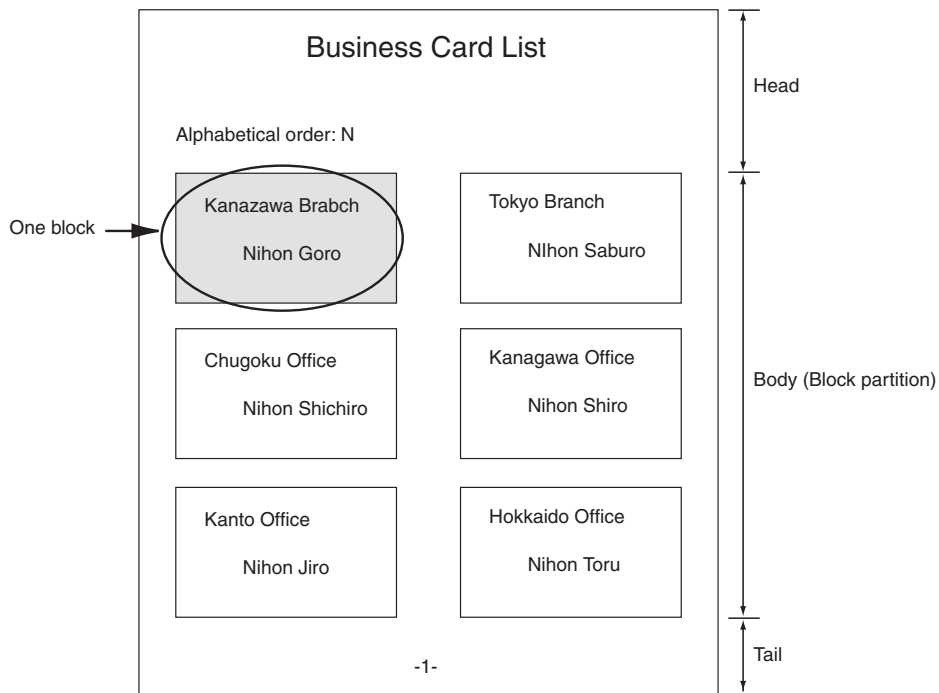 Business Card List
Head
Alphabetical order: N
Kanazawa Brabch
Tokyo Branch
One block
Nihon Goro
NIhon Saburo
Chugoku Office
Kanagawa Office
Body (Block partition)
Nihon Shichiro
Nihon Shiro
Kanto Office
Hokkaido Office
Nihon Jiro
Nihon Toru
-1-
Tail